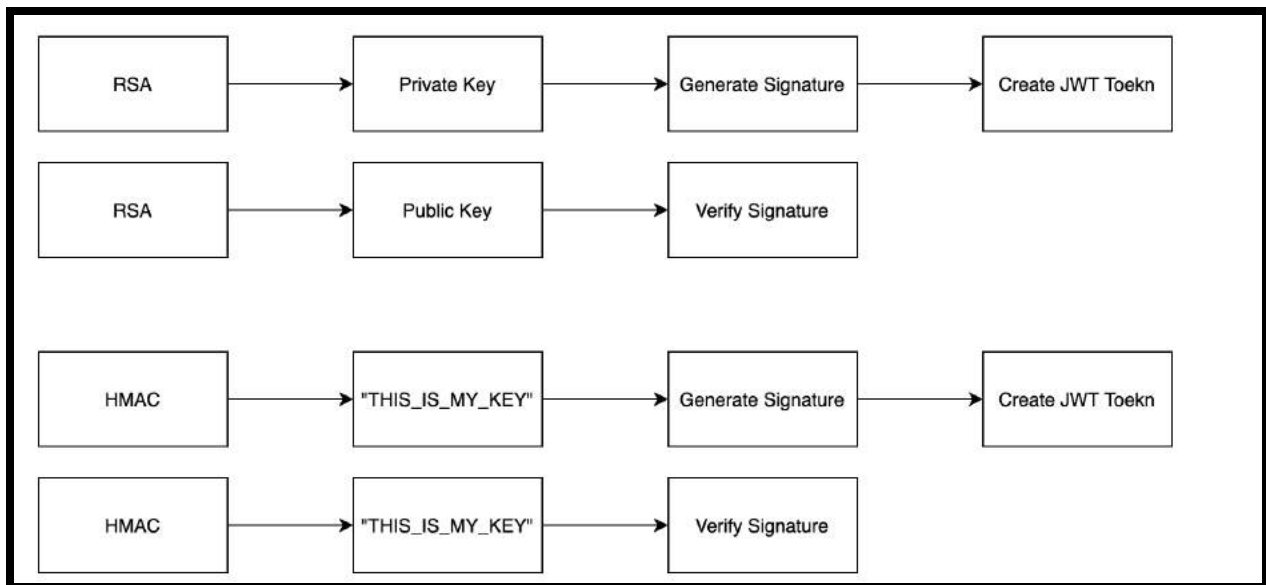 RSA
Private Key
Generate Signature
Create JWT Toekn
RSA
Public Key
Verify Signature
HMAC
"THIS_IS_MY_KEY"
Generate Signature
Create JWT Toekn
HMAC
"THIS_IS_MY_KEY"
Verify Signature